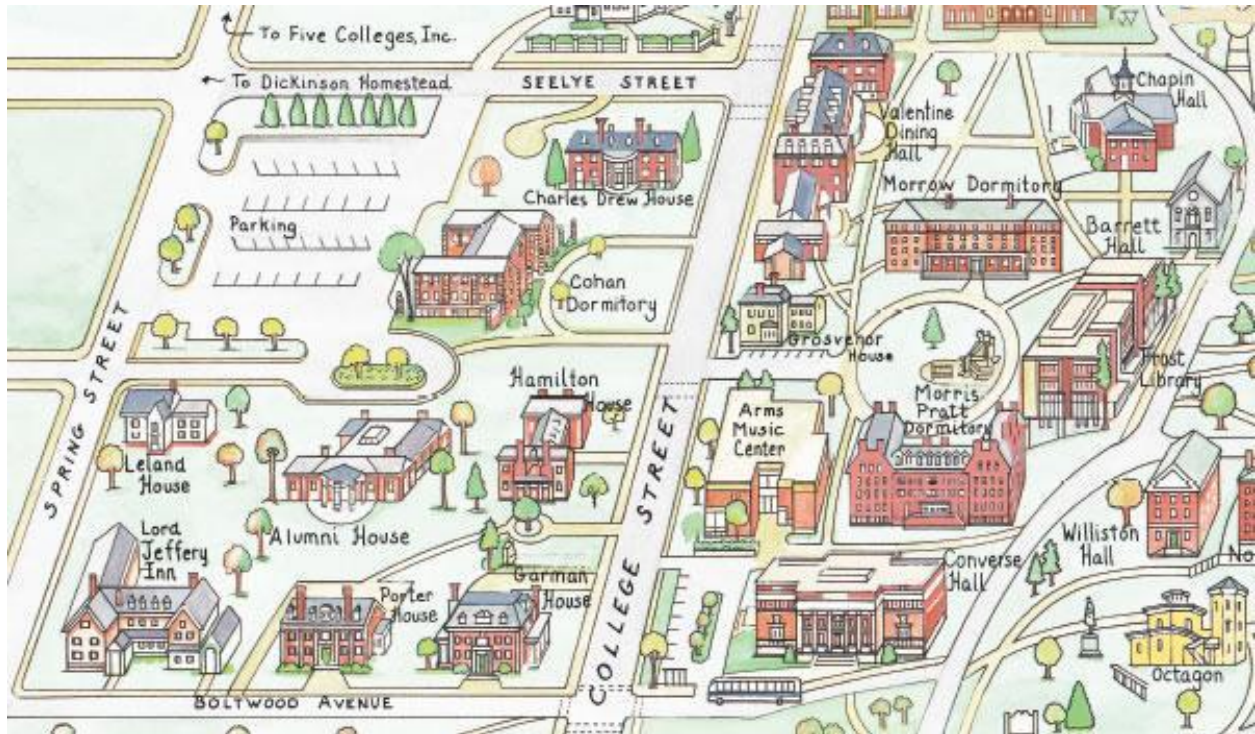 To Five Colleges, Inc.
To Dickinson Homestead
SEELYE STREET
Chapin
Hall
Valentine
Dining
Hall
Charles Drew House
Morrow Dormitory
Parking
Barrett
Hall
Cohan
Dormitory
Grosvenor
House
Frost
Library
SPRING STREET
Hamilton
House
Morris
Pratt
Dormitory
Arms
Music
Center
Leland
House
COLLEGE STREET
Alumni House
Lord
Jeffery
Inn
Williston
Hall
No
Porter
House
Garman
House
Converse
Hall
Octagon
BOLTWOOD AVENUE